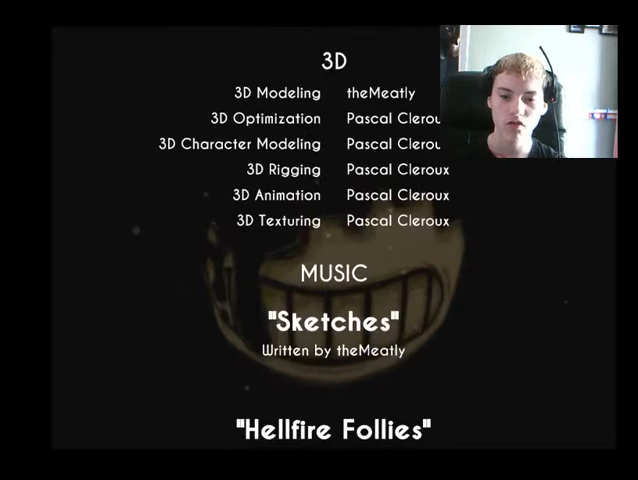 3D
3D Modeling theMeatly
3D Optimization Pascal Clerou
3D Character Modeling Pascal Clerou
3D Rigging Pascal Cleroux
3D Animation Pascal Cleroux
3D Texturing Pascal Cleroux
MUSIC
"Sketches"
Written by theMeatly
"Hellfire Follies"